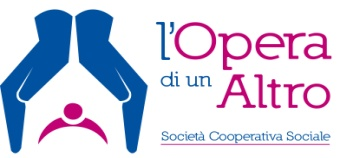 l'Opera
di un
Altro
Società Cooperativa Sociale